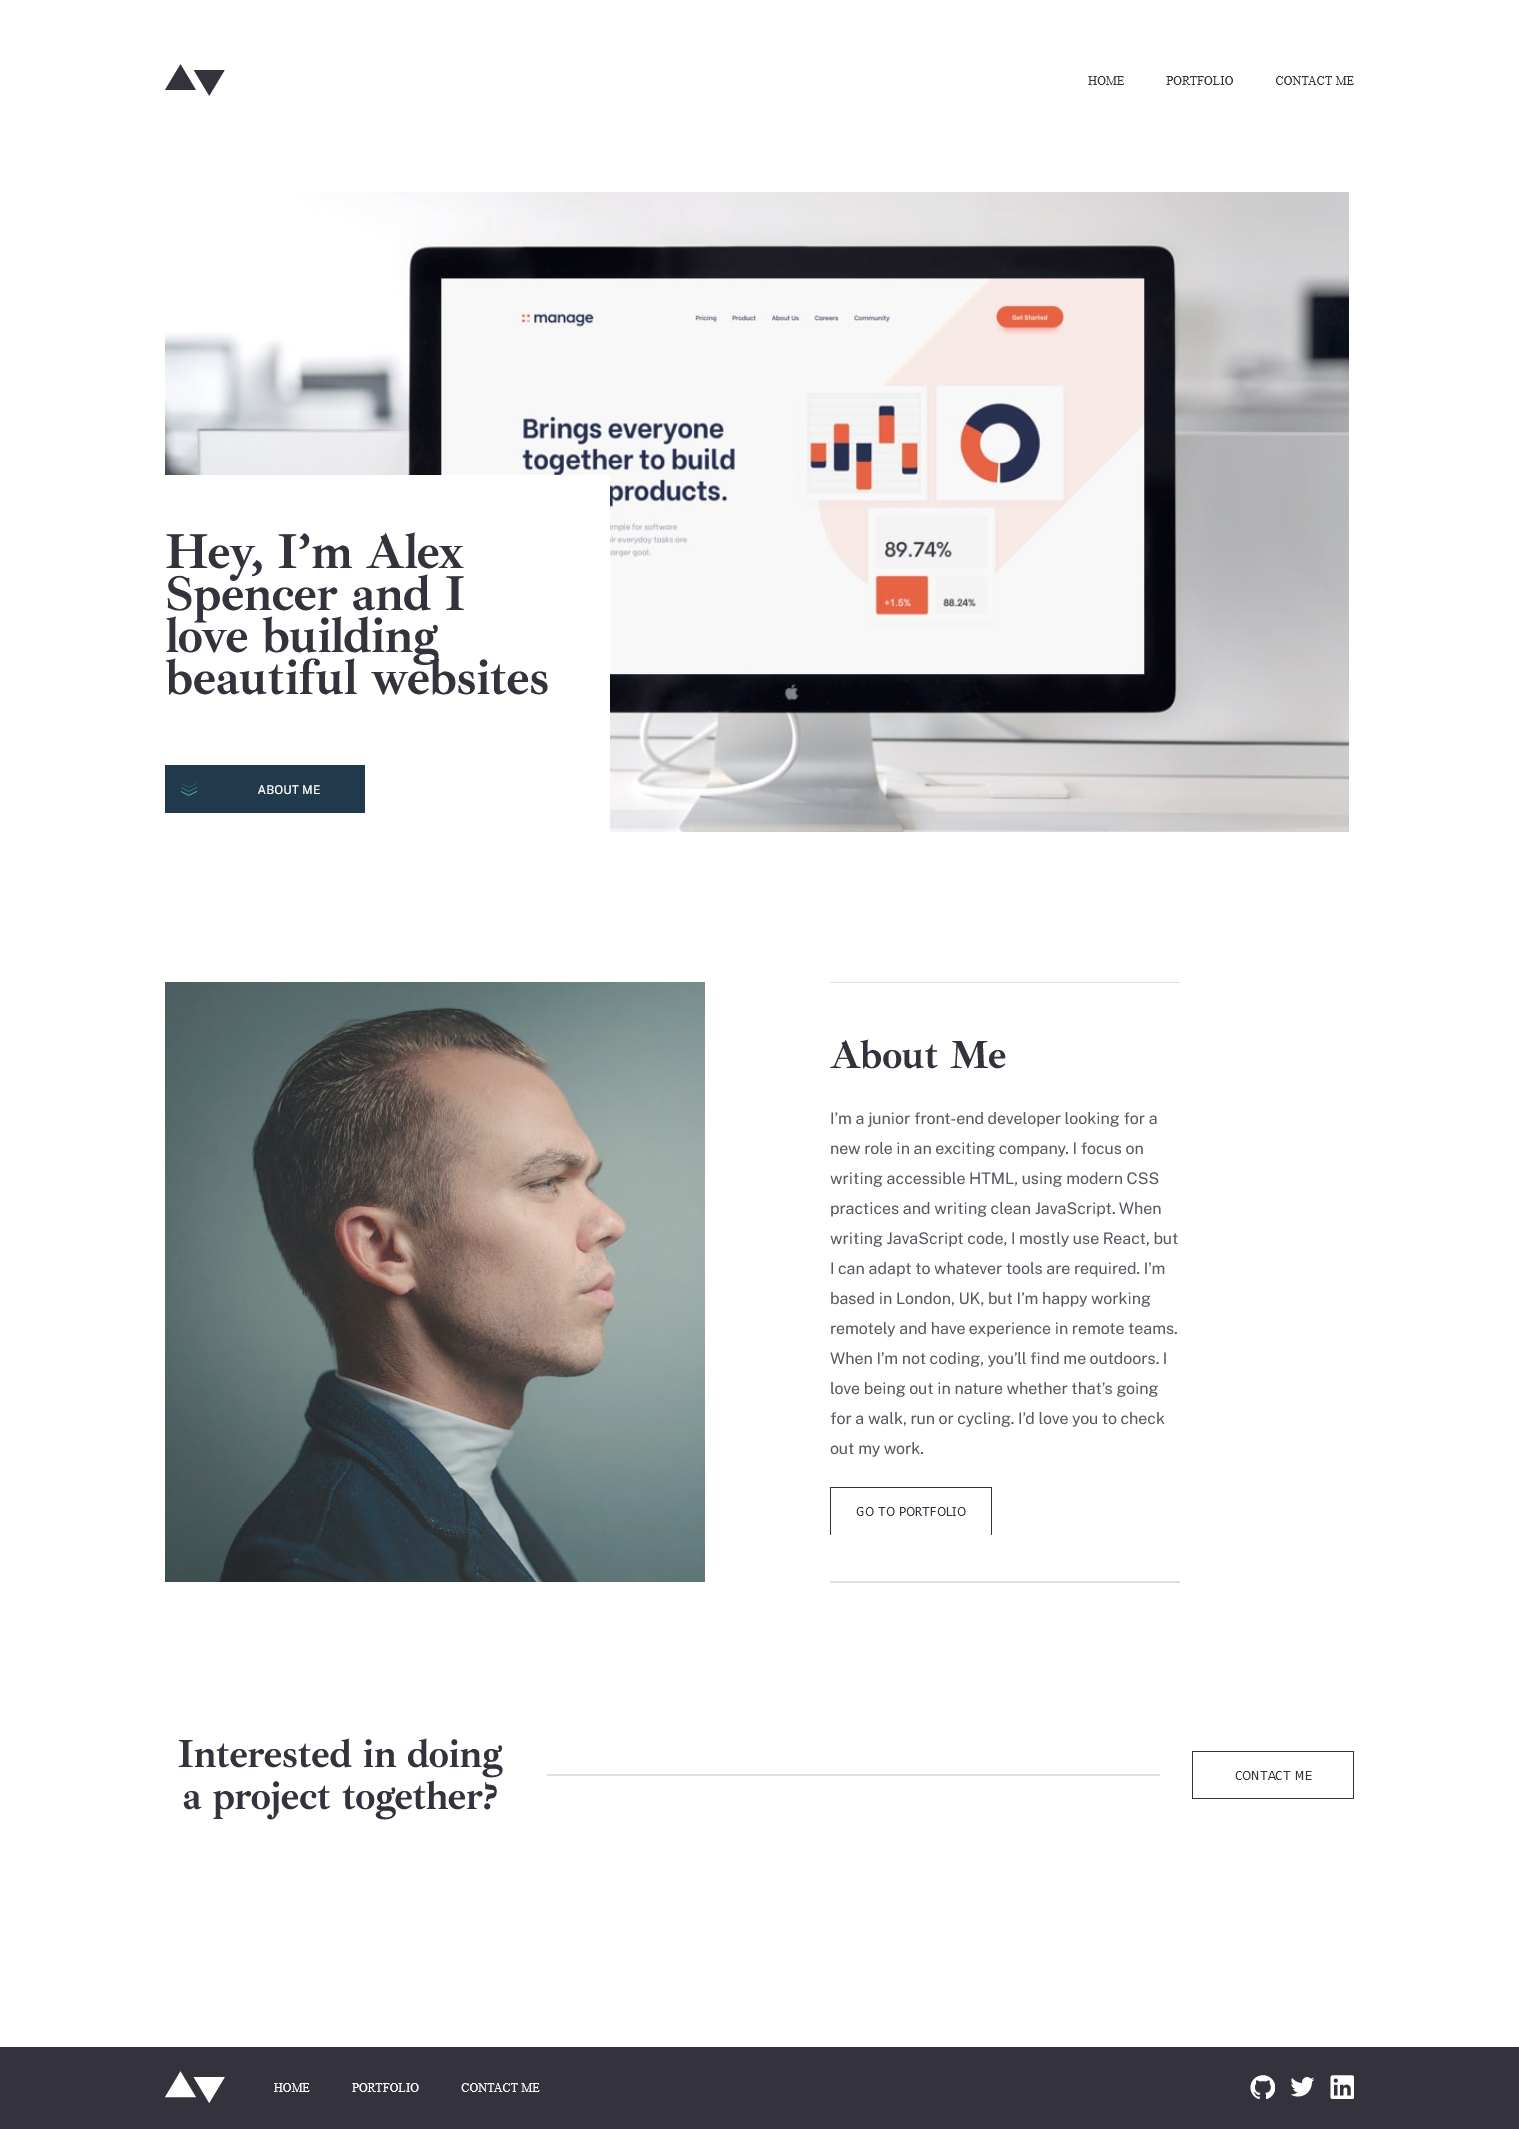 HOME PORTFOLIO CONTACT ME
manage Pricing Product About Us Careers Community Get Started
Brings everyone
together to build
products.
simple for software
everyday tasks are
larger goal.
89.74%
+1.5% 88.24%
Hey, I’m Alex
Spencer and I
love building
beautiful websites
ABOUT ME
About Me
I’m a junior front-end developer looking for a
new role in an exciting company. I focus on
writing accessible HTML, using modern CSS
practices and writing clean JavaScript. When
writing JavaScript code, I mostly use React, but
I can adapt to whatever tools are required. I’m
based in London, UK, but I’m happy working
remotely and have experience in remote teams.
When I’m not coding, you’ll find me outdoors. I
love being out in nature whether that’s going
for a walk, run or cycling. I’d love you to check
out my work.
GO TO PORTFOLIO
Interested in doing
a project together?
CONTACT ME
HOME PORTFOLIO CONTACT ME